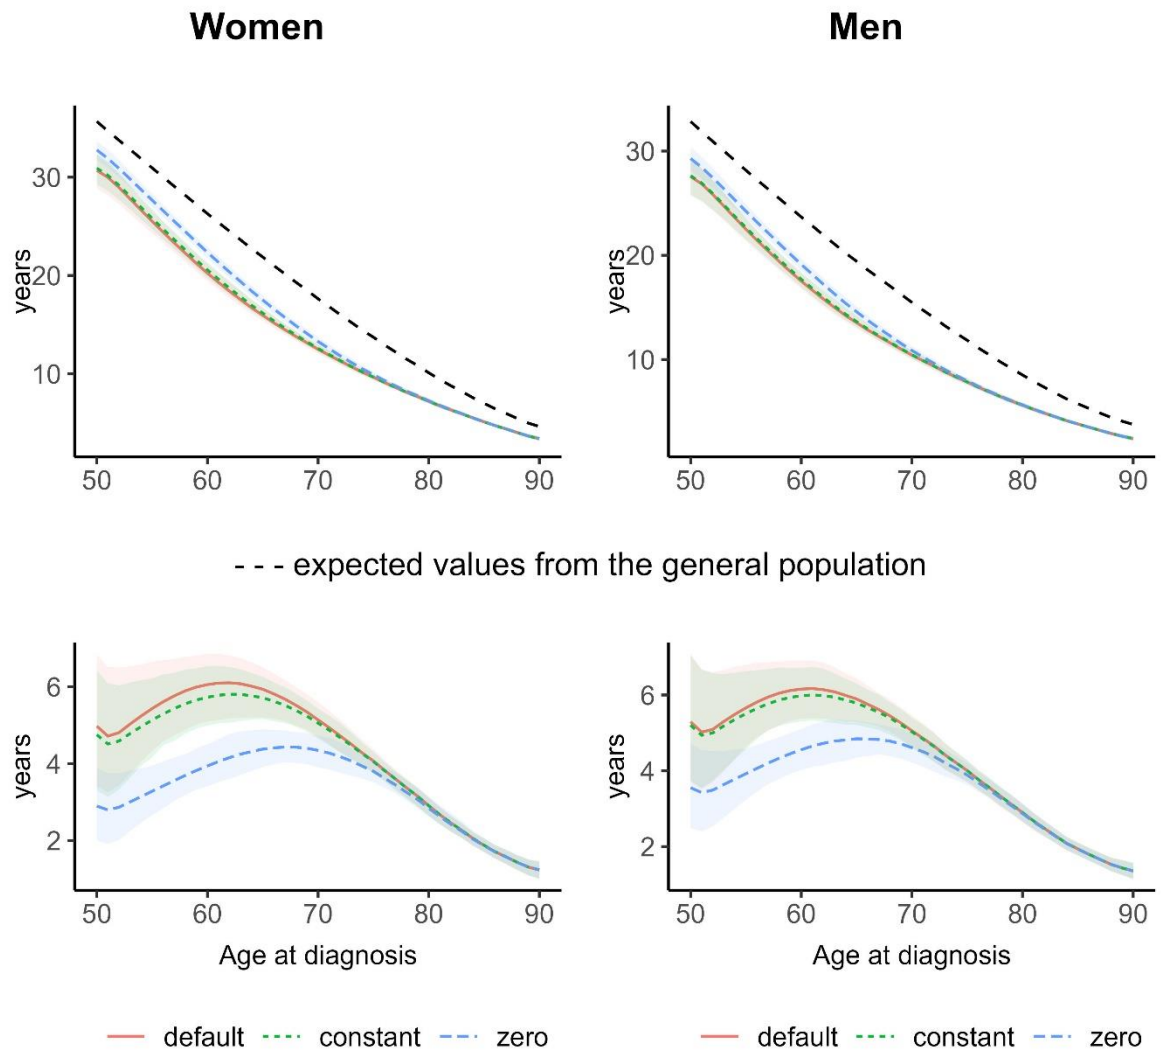 Women
Men
years
30
20
10
50 60 70 80 90
years
30
20
10
50 60 70 80 90
- - - expected values from the general population
years
6
4
2
50 60 70 80 90
Age at diagnosis
years
6
4
2
50 60 70 80 90
Age at diagnosis
default constant zero
default constant zero